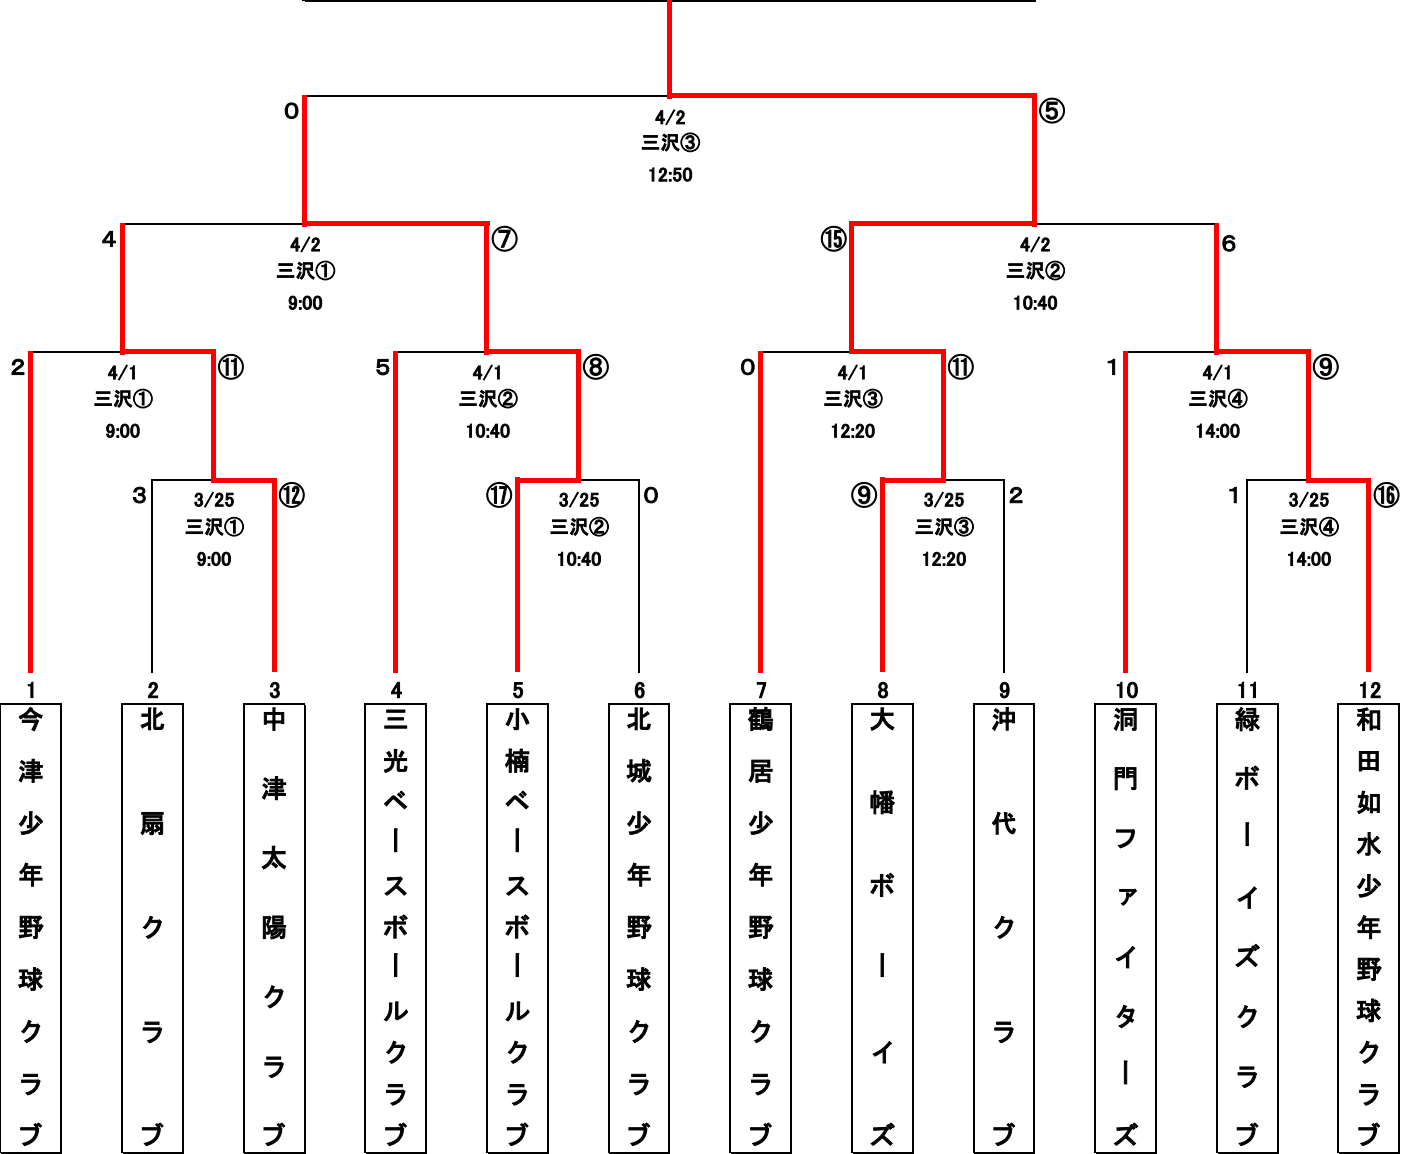 0
⑤
4/2
三沢③
12:50
4
⑦
⑮
6
4/2
三沢①
9:00
4/2
三沢②
10:40
2
⑪
5
⑧
0
⑪
1
⑨
4/1
三沢①
9:00
4/1
三沢②
10:40
4/1
三沢③
12:20
4/1
三沢④
14:00
3
⑫
⑰
0
⑨
2
1
⑯
3/25
三沢①
9:00
3/25
三沢②
10:40
3/25
三沢③
12:20
3/25
三沢④
14:00
1
今津少年野球クラブ
2
北扇クラブ
3
中津太陽クラブ
4
三光ベースボールクラブ
5
小楠ベースボールクラブ
6
北城少年野球クラブ
7
鶴居少年野球クラブ
8
大幡ボーイズ
9
沖代クラブ
10
洞門ファイターズ
11
緑ボーイズクラブ
12
和田如水少年野球クラブ